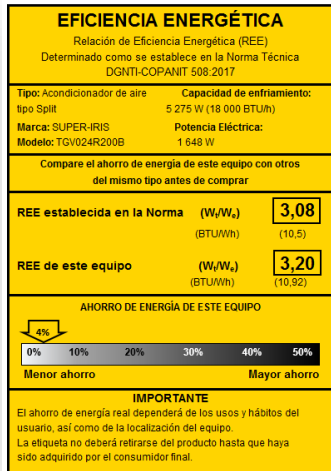 EFICIENCIA ENERGÉTICA
Relación de Eficiencia Energética (REE)
Determinado como se establece en la Norma Técnica
DGNTI-COPANIT 508:2017
Tipo: Acondicionador de aire
tipo Split
Capacidad de enfriamiento:
5 275 W (18 000 BTU/h)
Marca: SUPER-IRIS
Modelo: TGV024R200B
Potencia Eléctrica:
1 648 W
Compare el ahorro de energía de este equipo con otros
del mismo tipo antes de comprar
REE establecida en la Norma (Wt/We) 3,08
(BTU/Wh) (10,5)
REE de este equipo (Wt/We) 3,20
(BTU/Wh) (10,92)
AHORRO DE ENERGÍA DE ESTE EQUIPO
4%
0% 10% 20% 30% 40% 50%
Menor ahorro Mayor ahorro
IMPORTANTE
El ahorro de energía real dependerá de los usos y hábitos del
usuario, así como de la localización del equipo.
La etiqueta no deberá retirarse del producto hasta que haya
sido adquirido por el consumidor final.